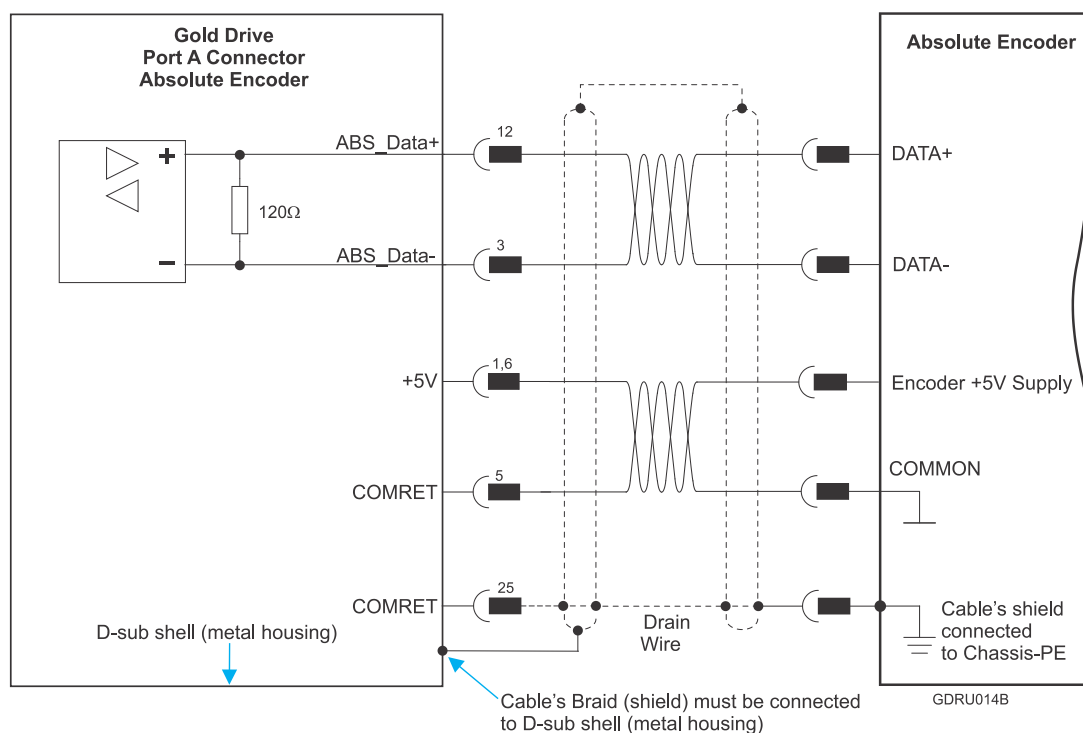 Gold Drive
Port A Connector
Absolute Encoder
Absolute Encoder
ABS_Data+
12
DATA+
+
120Ω
-
ABS_Data-
3
DATA-
+5V
1,6
Encoder +5V Supply
COMRET
5
COMMON
COMRET
25
Drain
Wire
Cable's shield
connected
to Chassis-PE
D-sub shell (metal housing)
Cable's Braid (shield) must be connected
to D-sub shell (metal housing)
GDRU014B